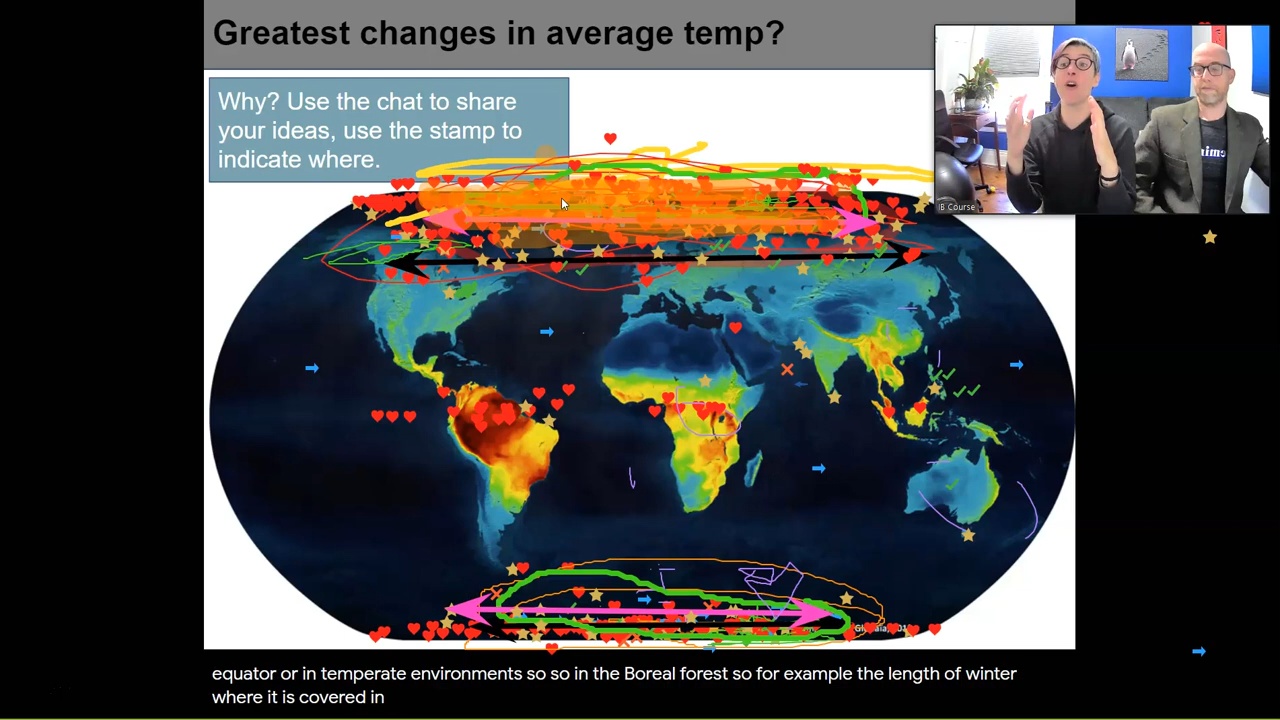 Greatest changes in average temp?
Why? Use the chat to share
your ideas, use the stamp to
indicate where.
IB Course
equator or in temperate environments so so in the Boreal forest so for example the length of winter
where it is covered in